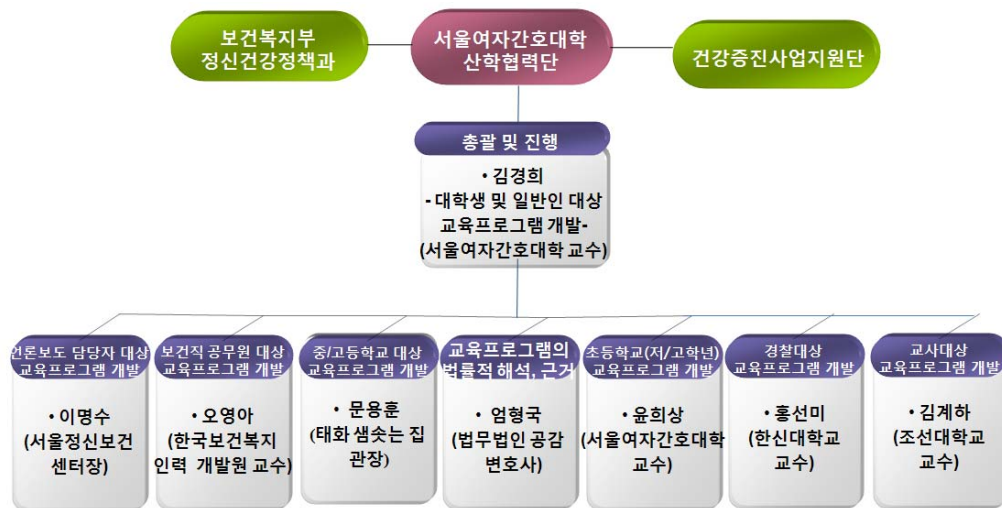 보건복지부
정신건강정책과
서울여자간호대학
산학협력단
건강증진사업지원단
총괄 및 진행
• 김경희
- 대학생 및 일반인 대상
교육프로그램 개발-
(서울여자간호대학 교수)
언론보도 담당자 대상
교육프로그램 개발
• 이명수
(서울정신보건
센터장)
보건직 공무원 대상
교육프로그램 개발
• 오영아
(한국보건복지
인력 개발원 교수)
중/고등학교 대상
교육프로그램 개발
• 문용훈
(태화 샘솟는 집
관장)
교육프로그램의
법률적 해석, 근거
• 엄형국
(법무법인 공감
변호사)
초등학교(저/고학년)
교육프로그램 개발
• 윤희상
(서울여자간호대학
교수)
경찰대상
교육프로그램 개발
• 홍선미
(한신대학교
교수)
교사대상
교육프로그램 개발
• 김계하
(조선대학교
교수)